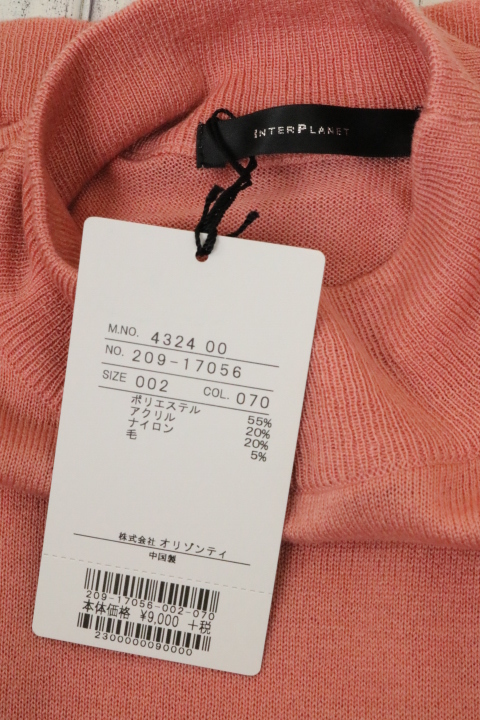 INTERPLANET
M.NO. 4324 00
NO. 209-17056
SIZE 002 COL. 070
ポリエステル 55%
アクリル 20%
ナイロン 20%
毛 5%
株式会社 オリゾンティ
中国製
209-17056-002-070
本体価格 ¥9,000 +税
2300000090000